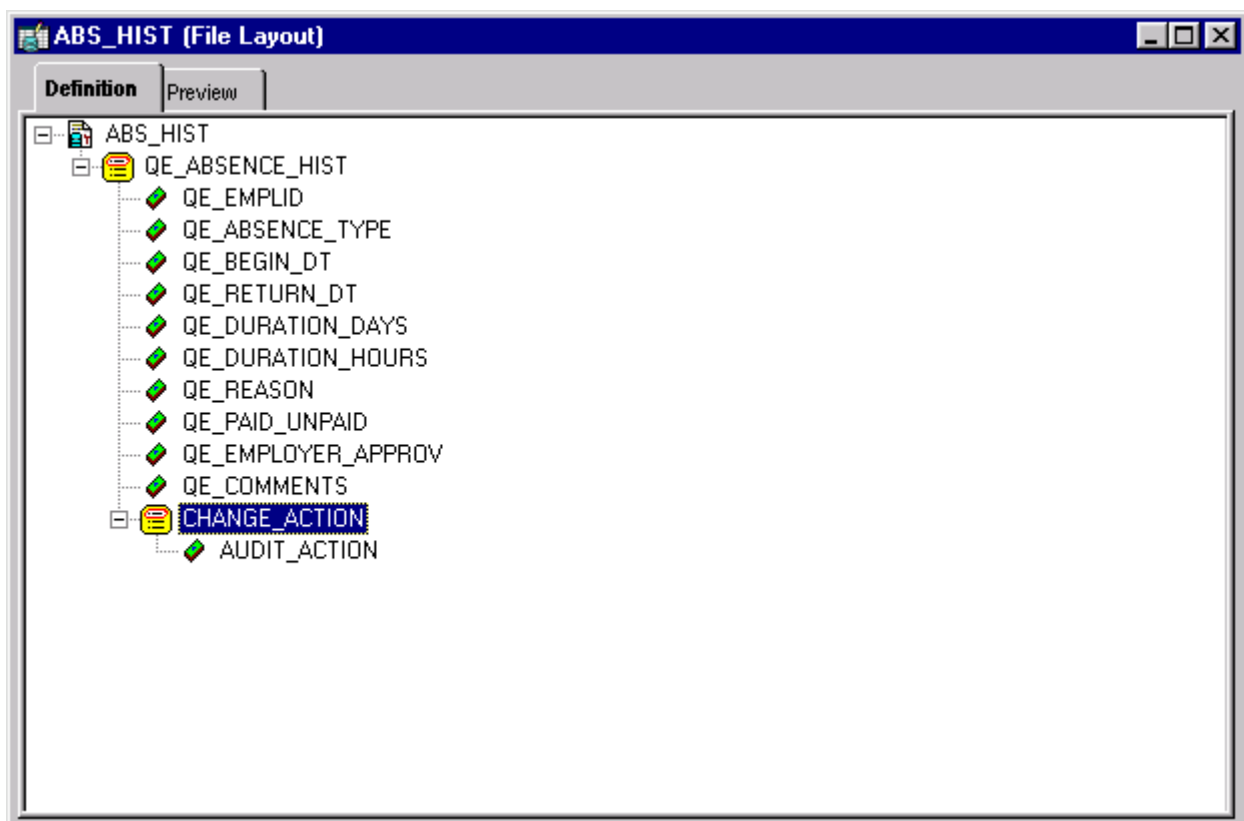 ABS_HIST (File Layout)
Definition Preview
ABS_HIST
QE_ABSENCE_HIST
QE_EMPLID
QE_ABSENCE_TYPE
QE_BEGIN_DT
QE_RETURN_DT
QE_DURATION_DAYS
QE_DURATION_HOURS
QE_REASON
QE_PAID_UNPAID
QE_EMPLOYER_APPROV
QE_COMMENTS
CHANGE_ACTION
AUDIT_ACTION